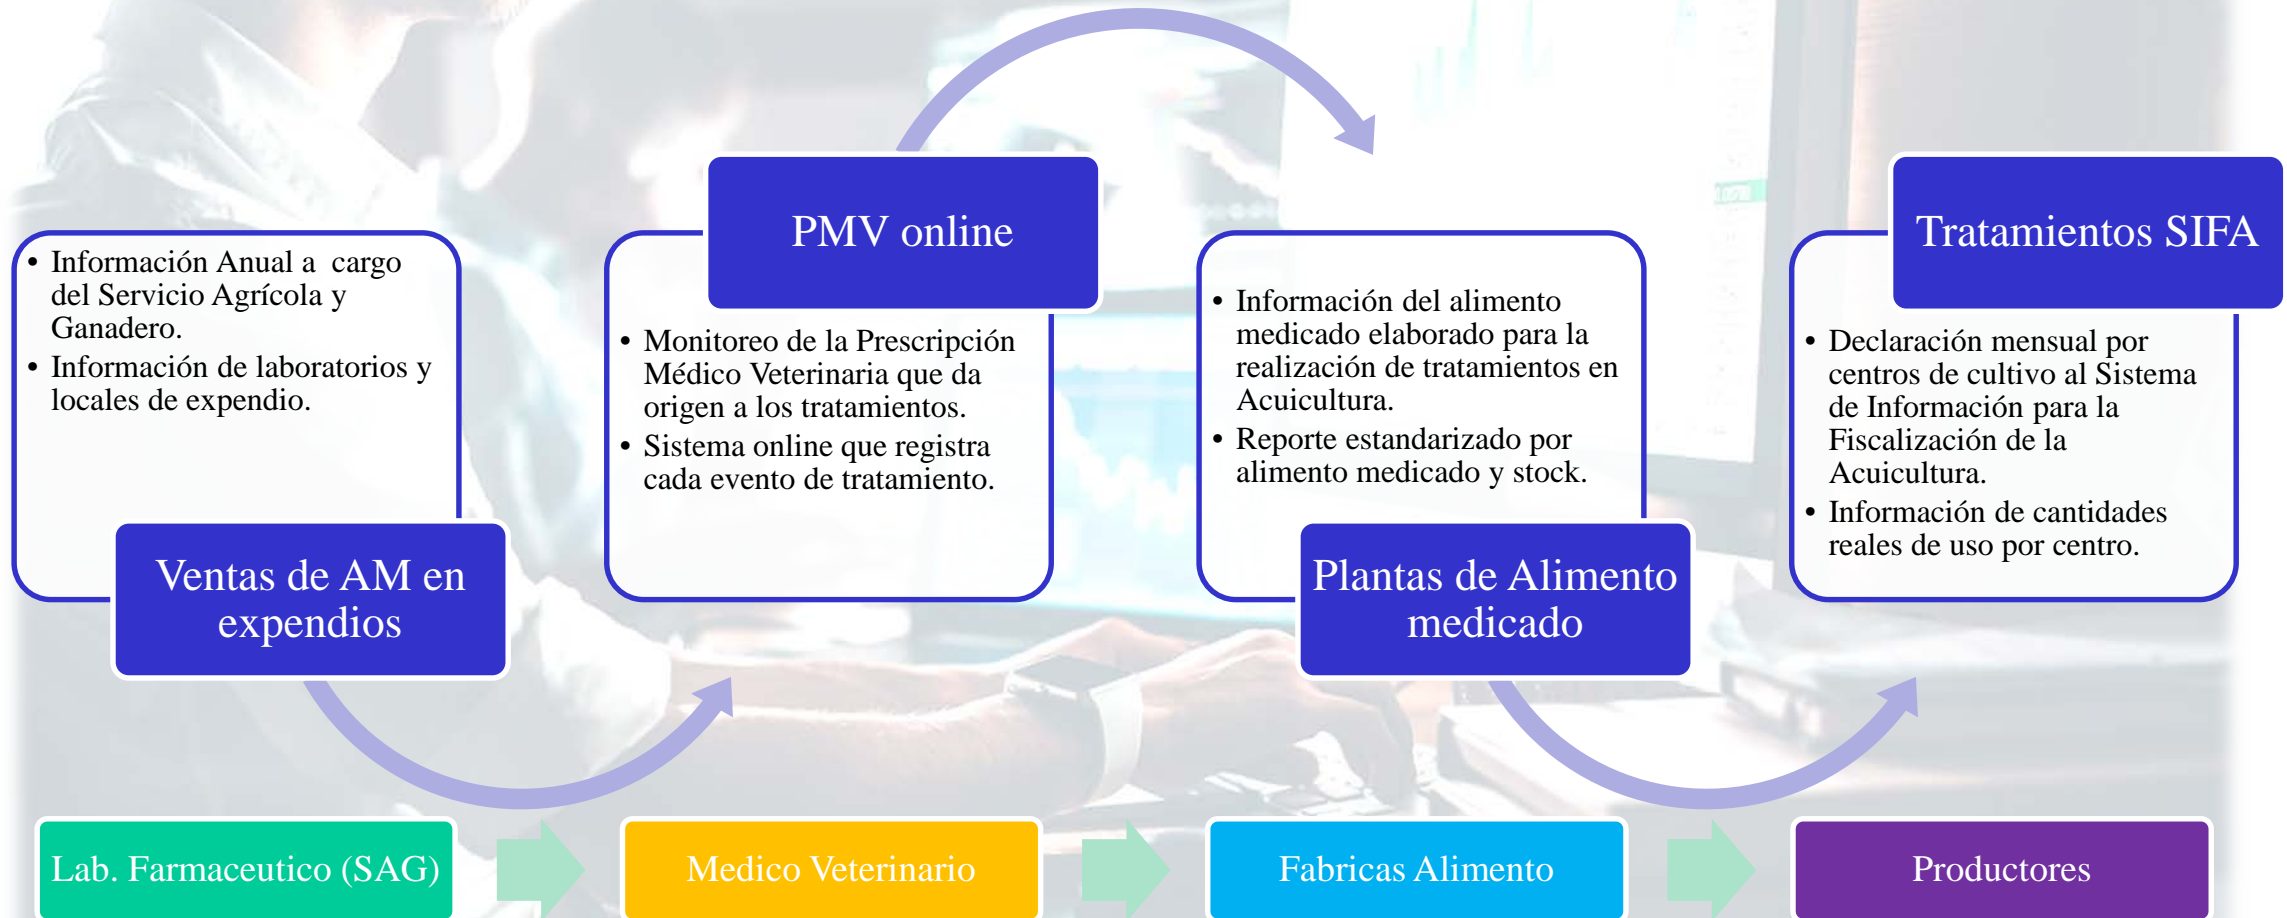 • Información Anual a cargo
del Servicio Agrícola y
Ganadero.
• Información de laboratorios y
locales de expendio.
Ventas de AM en
expendios
PMV online
• Monitoreo de la Prescripción
Médico Veterinaria que da
origen a los tratamientos.
• Sistema online que registra
cada evento de tratamiento.
• Información del alimento
medicado elaborado para la
realización de tratamientos en
Acuicultura.
• Reporte estandarizado por
alimento medicado y stock.
Plantas de Alimento
medicado
Tratamientos SIFA
• Declaración mensual por
centros de cultivo al Sistema
de Información para la
Fiscalización de la
Acuicultura.
• Información de cantidades
reales de uso por centro.
Lab. Farmaceutico (SAG)
Medico Veterinario
Fabricas Alimento
Productores